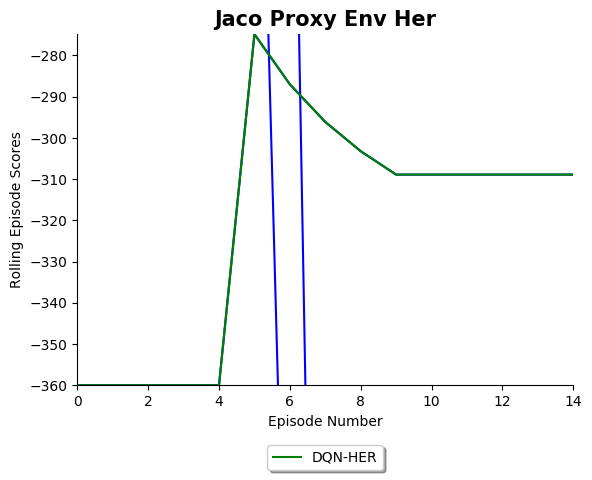 Jaco Proxy Env Her
Rolling Episode Scores
−280
−290
−300
−310
−320
−330
−340
−350
−360
0 2 4 6 8 10 12 14
Episode Number
DQN-HER